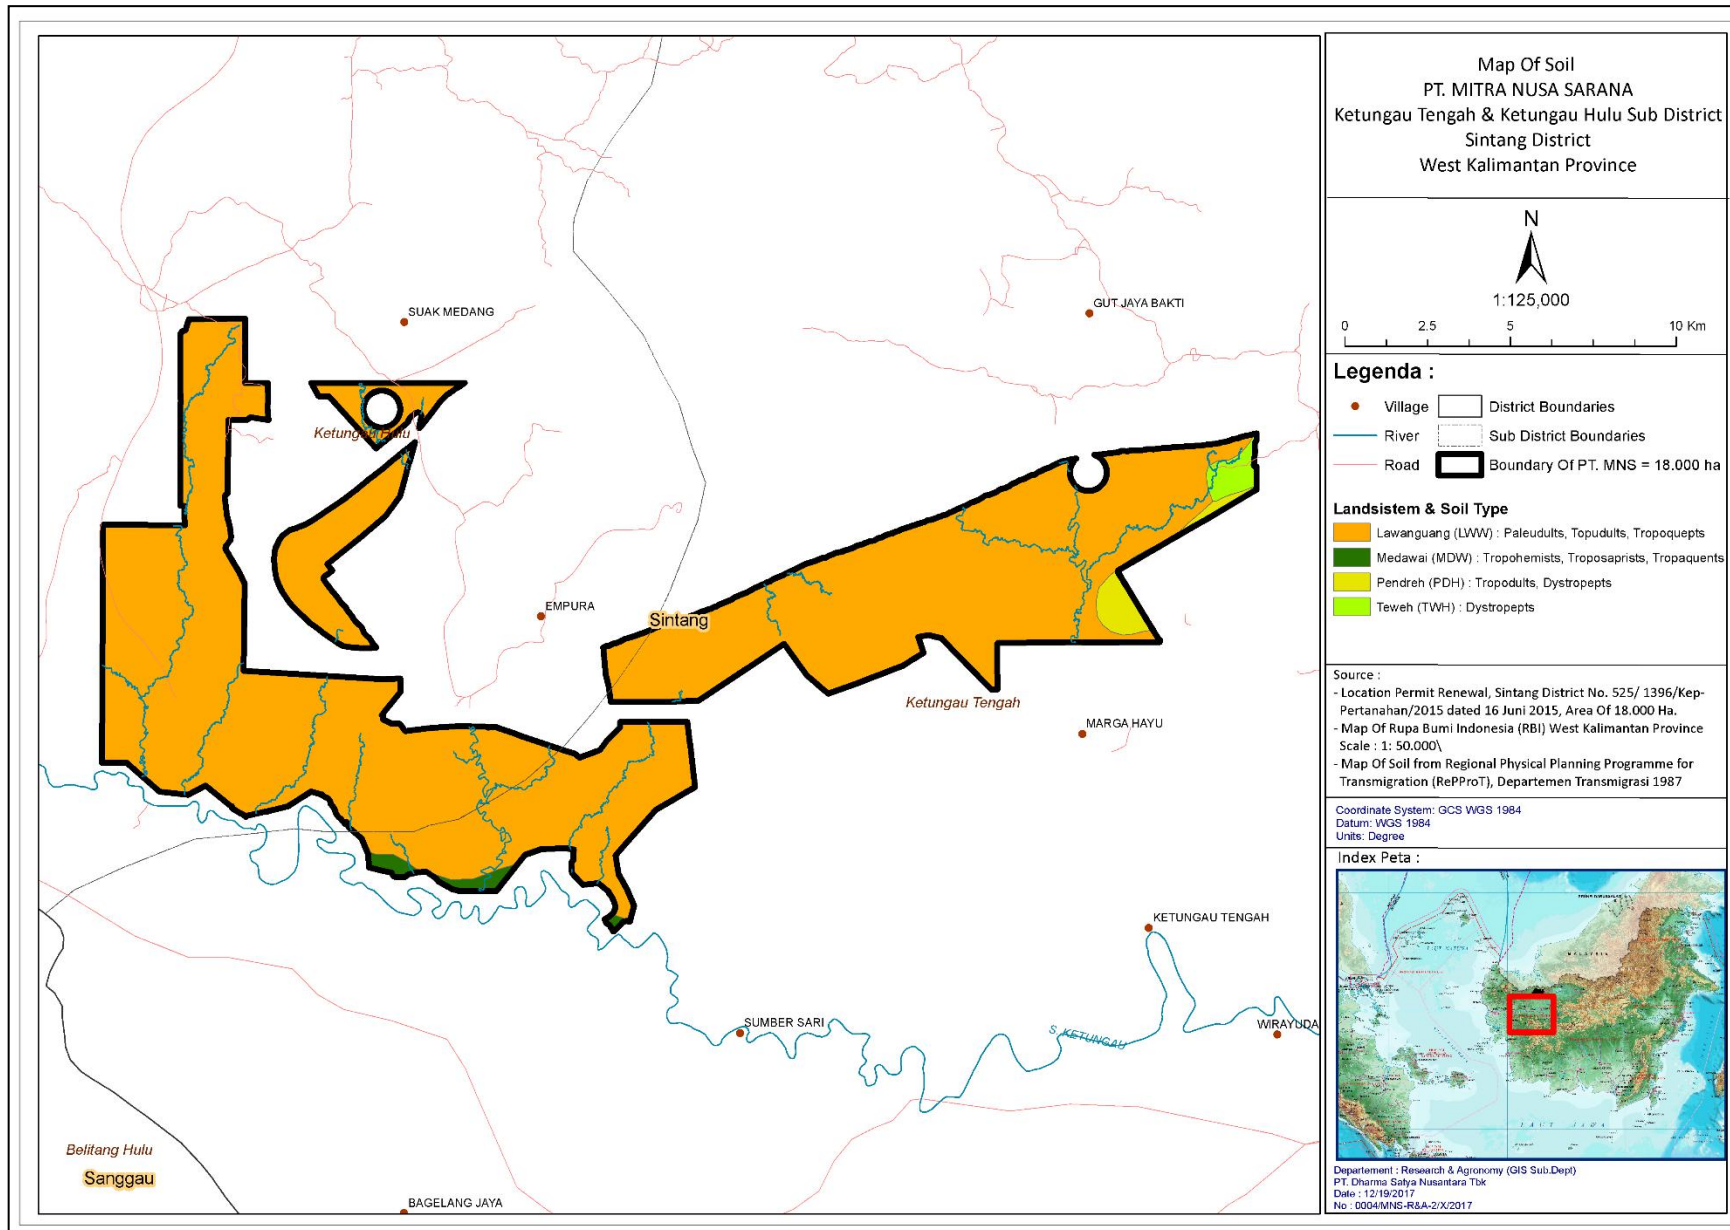 Map Of Soil
PT. MITRA NUSA SARANA
Ketungau Tengah & Ketungau Hulu Sub District
Sintang District
West Kalimantan Province
N
1:125,000
0 2.5 5 10 Km
Legenda :
Village District Boundaries
River Sub District Boundaries
Road Boundary Of PT. MNS = 18.000 ha
Landsistem & Soil Type
Lawanguang (LWW) : Paleudults, Topudults, Tropoquepts
Medawai (MDW) : Tropohemists, Troposaprists, Tropaquents
Pendreh (PDH) : Tropodults, Dystropepts
Teweh (TWH) : Dystropepts
Source :
- Location Permit Renewal, Sintang District No. 525/ 1396/Kep-
Pertanahan/2015 dated 16 Juni 2015, Area Of 18.000 Ha.
- Map Of Rupa Bumi Indonesia (RBI) West Kalimantan Province
Scale : 1: 50.000\
- Map Of Soil from Regional Physical Planning Programme for
Transmigration (RePProT), Departemen Transmigrasi 1987
Coordinate System: GCS WGS 1984
Datum: WGS 1984
Units: Degree
Index Peta :
Departement : Research & Agronomy (GIS Sub.Dept)
PT. Dharma Satya Nusantara Tbk
Date : 12/19/2017
No : 0004/MNS-R&A-2/X/2017
SUAK MEDANG
GUT JAYA BAKTI
Ketungau Hulu
EMPURA
Sintang
Ketungau Tengah
MARGA HAYU
KETUNGAU TENGAH
SUMBER SARI
S. KETUNGAU
WIRAYUDA
Belitang Hulu
Sanggau
BAGELANG JAYA